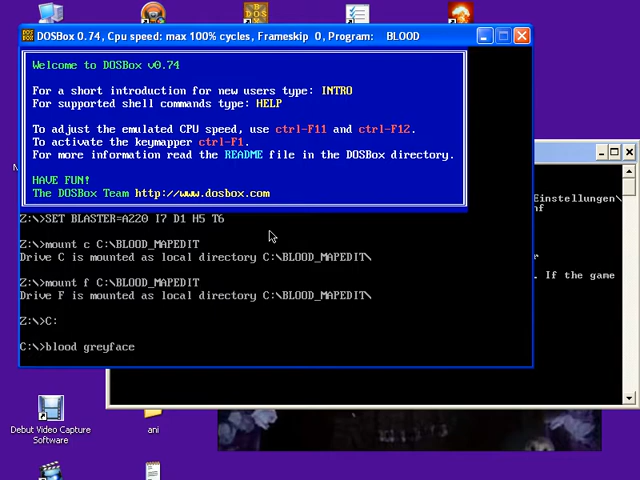 DOSBox 0.74, Cpu speed: max 100% cycles, Frameskip 0, Program: BLOOD
Welcome to DOSBox v0.74
For a short introduction for new users type: INTRO
For supported shell commands type: HELP
To adjust the emulated CPU speed, use ctrl-F11 and ctrl-F12.
To activate the keymapper ctrl-F1.
For more information read the README file in the DOSBox directory.
HAVE FUN!
The DOSBox Team http://www.dosbox.com
Z:\>SET BLASTER=A220 I7 D1 H5 T6
Z:\>mount c C:\BLOOD_MAPEDIT
Drive C is mounted as local directory C:\BLOOD_MAPEDIT\
Z:\>mount f C:\BLOOD_MAPEDIT
Drive F is mounted as local directory C:\BLOOD_MAPEDIT\
Z:\>C:
C:\>blood greyface
Einstellungen\
nf
. If the game
Debut Video Capture
Software
ani